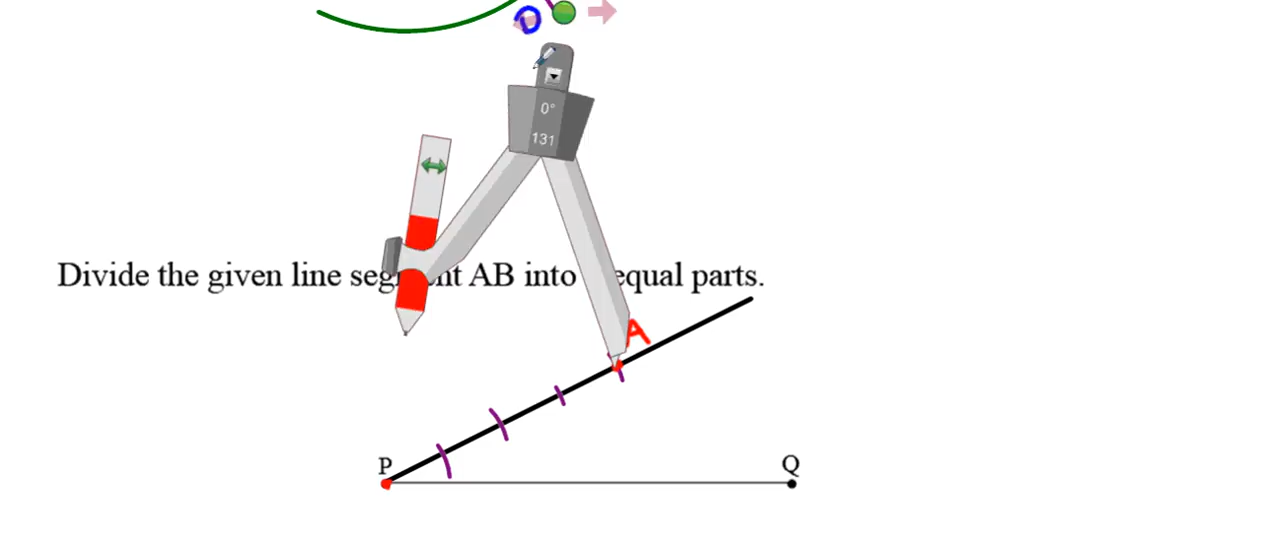 D
0°
131
Divide the given line seg nt AB into equal parts.
A
P Q